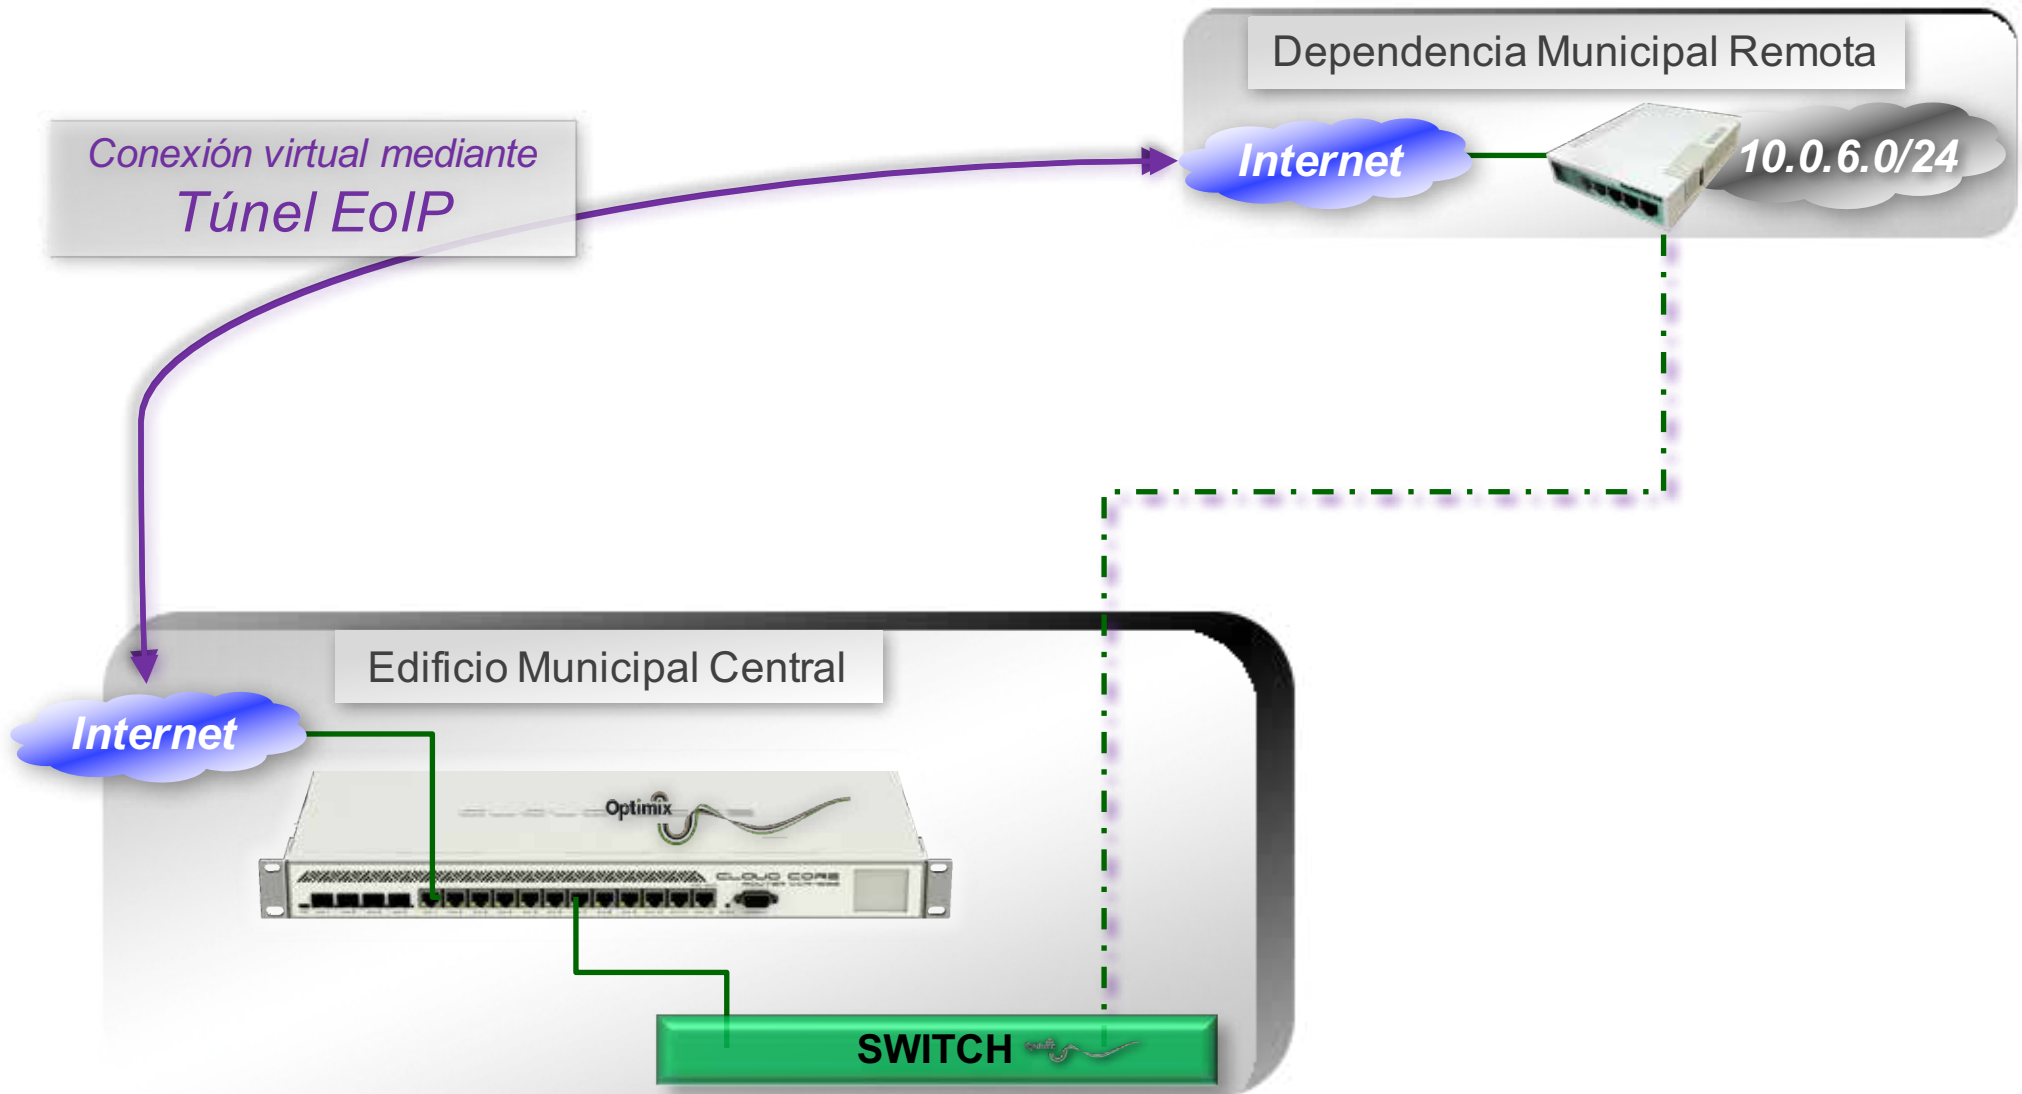 Dependencia Municipal Remota
Conexión virtual mediante
Túnel EoIP
Internet
10.0.6.0/24
Edificio Municipal Central
Internet
Optimix
CLOUD CORE
SWITCH